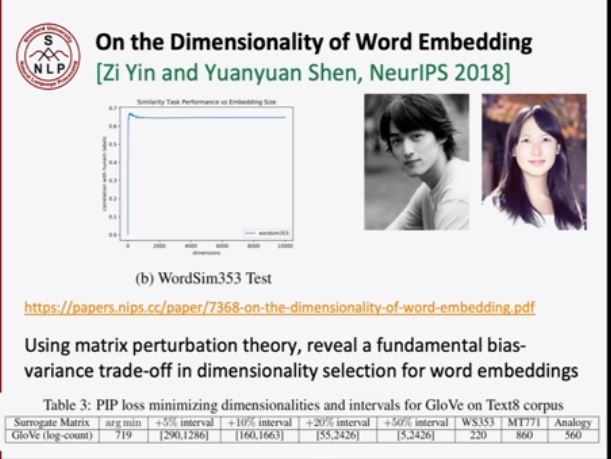 Stanford University
S
NLP
Natural Language Processing
On the Dimensionality of Word Embedding
[Zi Yin and Yuanyuan Shen, NeurIPS 2018]
Similarity Task Performance vs Embedding Size
correlation with human labels
0.7
0.6
0.5
0.4
0.3
0.2
0.1
0.0
wordsim353
0 2000 4000 6000 8000 10000
dimensions
(b) WordSim353 Test
https://papers.nips.cc/paper/7368-on-the-dimensionality-of-word-embedding.pdf
Using matrix perturbation theory, reveal a fundamental bias-
variance trade-off in dimensionality selection for word embeddings
Table 3: PIP loss minimizing dimensionalities and intervals for GloVe on Text8 corpus
Surrogate Matrix arg min +5% interval +10% interval +20% interval +50% interval WS353 MT771 Analogy
GloVe (log-count) 719 [290,1286] [160,1663] [55,2426] [5,2426] 220 860 560